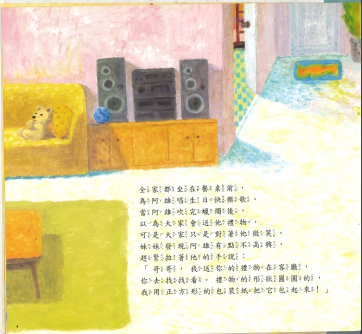 全家都坐在餐桌前，
為阿雄唱生日快樂歌。
當阿雄吹完蠟燭後，
以為大家會送他禮物，
可是大家只是對著他微笑。
妹妹發現阿雄有點不高興，
趕緊拉著他的手說：
「哥哥，我送你的禮物在客廳，
你去找找看。禮物的形狀圓圓的，
我用正方形的包裝紙把它包起來！」